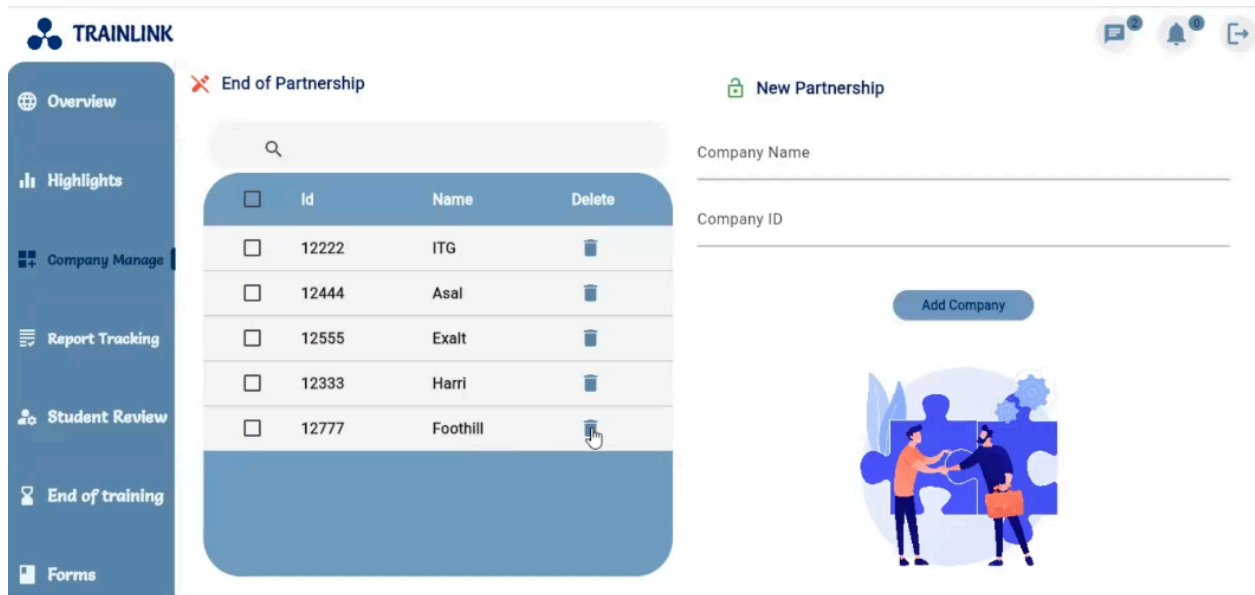 TRAINLINK
2
0
Overview
Highlights
Company Manage
Report Tracking
Student Review
End of training
Forms
End of Partnership
Id Name Delete
12222 ITG
12444 Asal
12555 Exalt
12333 Harri
12777 Foothill
New Partnership
Company Name
Company ID
Add Company